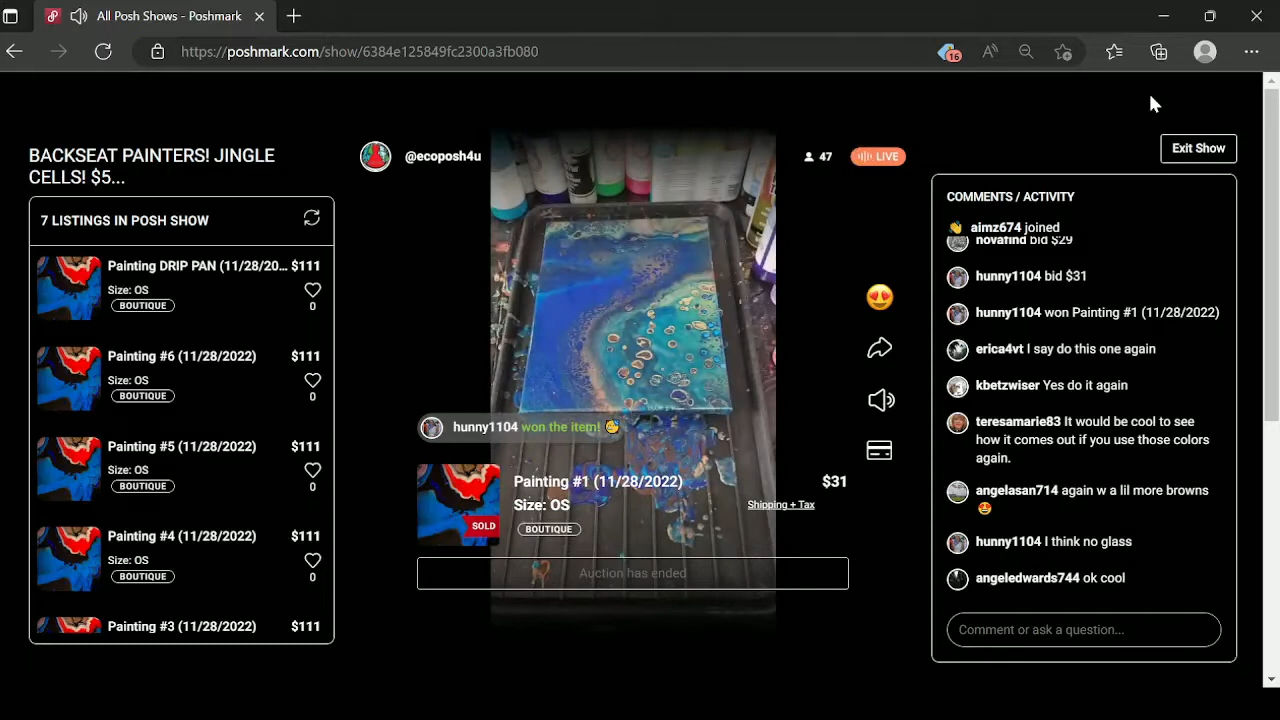 All Posh Shows - Poshmark
https://poshmark.com/show/6384e125849fc2300a3fb080
16
BACKSEAT PAINTERS! JINGLE
CELLS! $5...
7 LISTINGS IN POSH SHOW
Painting DRIP PAN (11/28/20... $111
Size: OS
BOUTIQUE
0
Painting #6 (11/28/2022) $111
Size: OS
BOUTIQUE
0
Painting #5 (11/28/2022) $111
Size: OS
BOUTIQUE
0
Painting #4 (11/28/2022) $111
Size: OS
BOUTIQUE
0
Painting #3 (11/28/2022) $111
@ecoposh4u
47
LIVE
hunny1104 won the item!
Painting #1 (11/28/2022) $31
Size: OS
Shipping + Tax
SOLD
BOUTIQUE
Auction has ended
Exit Show
COMMENTS / ACTIVITY
aimz674 joined
novafind bid $29
hunny1104 bid $31
hunny1104 won Painting #1 (11/28/2022)
erica4vt I say do this one again
kbetzwiser Yes do it again
teresamarie83 It would be cool to see
how it comes out if you use those colors
again.
angelasan714 again w a lil more browns
😍
hunny1104 I think no glass
angeledwards744 ok cool
Comment or ask a question...